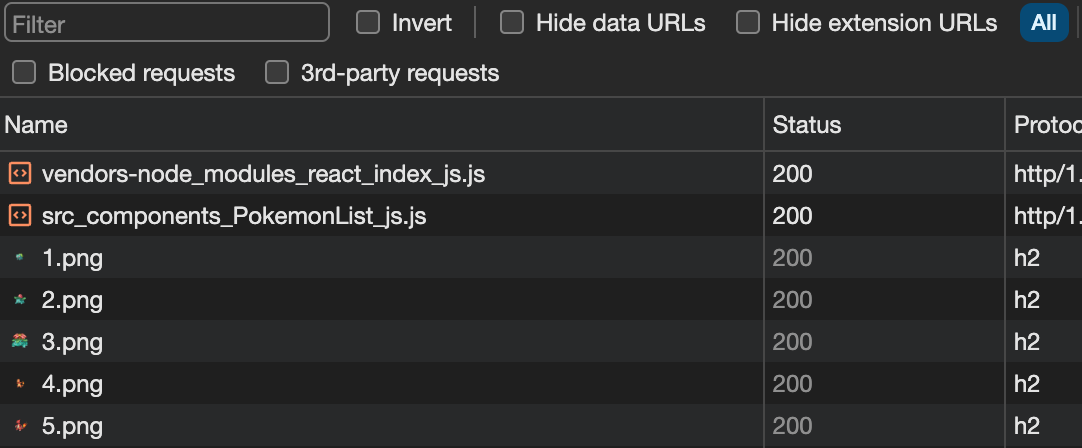 Filter Invert Hide data URLs Hide extension URLs All
Blocked requests 3rd-party requests
Name Status Protoc
vendors-node_modules_react_index_js.js 200 http/1.
src_components_PokemonList_js.js 200 http/1.
1.png 200 h2
2.png 200 h2
3.png 200 h2
4.png 200 h2
5.png 200 h2